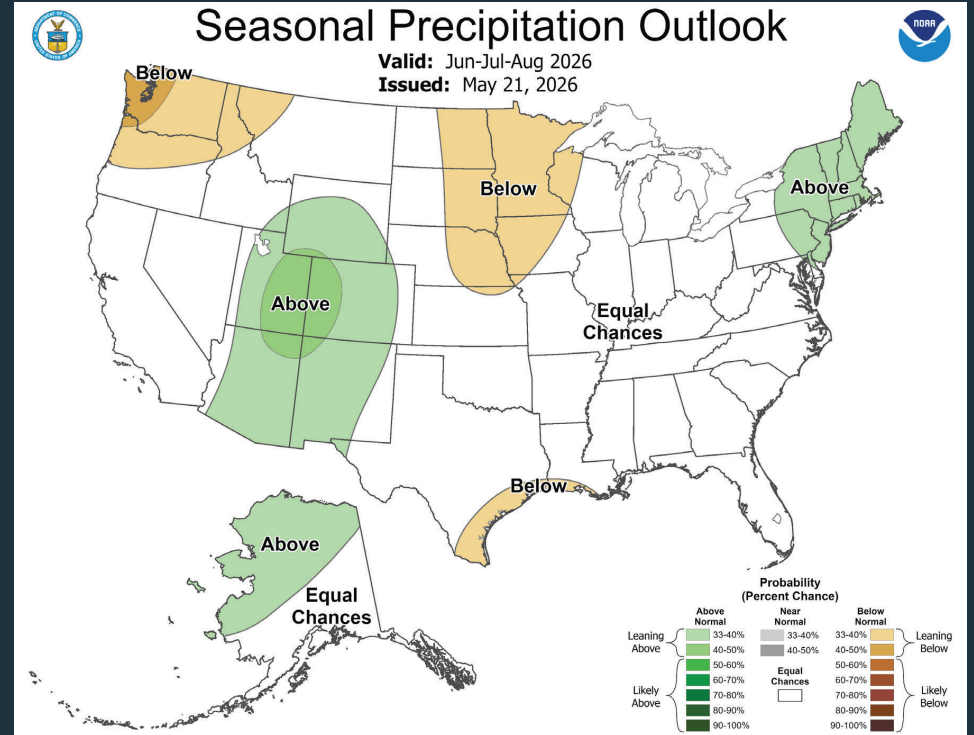 Seasonal Precipitation Outlook
Valid: Jun-Jul-Aug 2026
Issued: May 21, 2026
NOAA
Below
Below
Above
Above
Equal
Chances
Below
Above
Equal
Chances
Probability
(Percent Chance)
Above
Normal
Near
Normal
Below
Normal
Leaning
Above
33-40%
40-50%
33-40%
40-50%
33-40%
40-50%
Leaning
Below
Likely
Above
50-60%
60-70%
70-80%
80-90%
90-100%
Equal
Chances
50-60%
60-70%
70-80%
80-90%
90-100%
Likely
Below